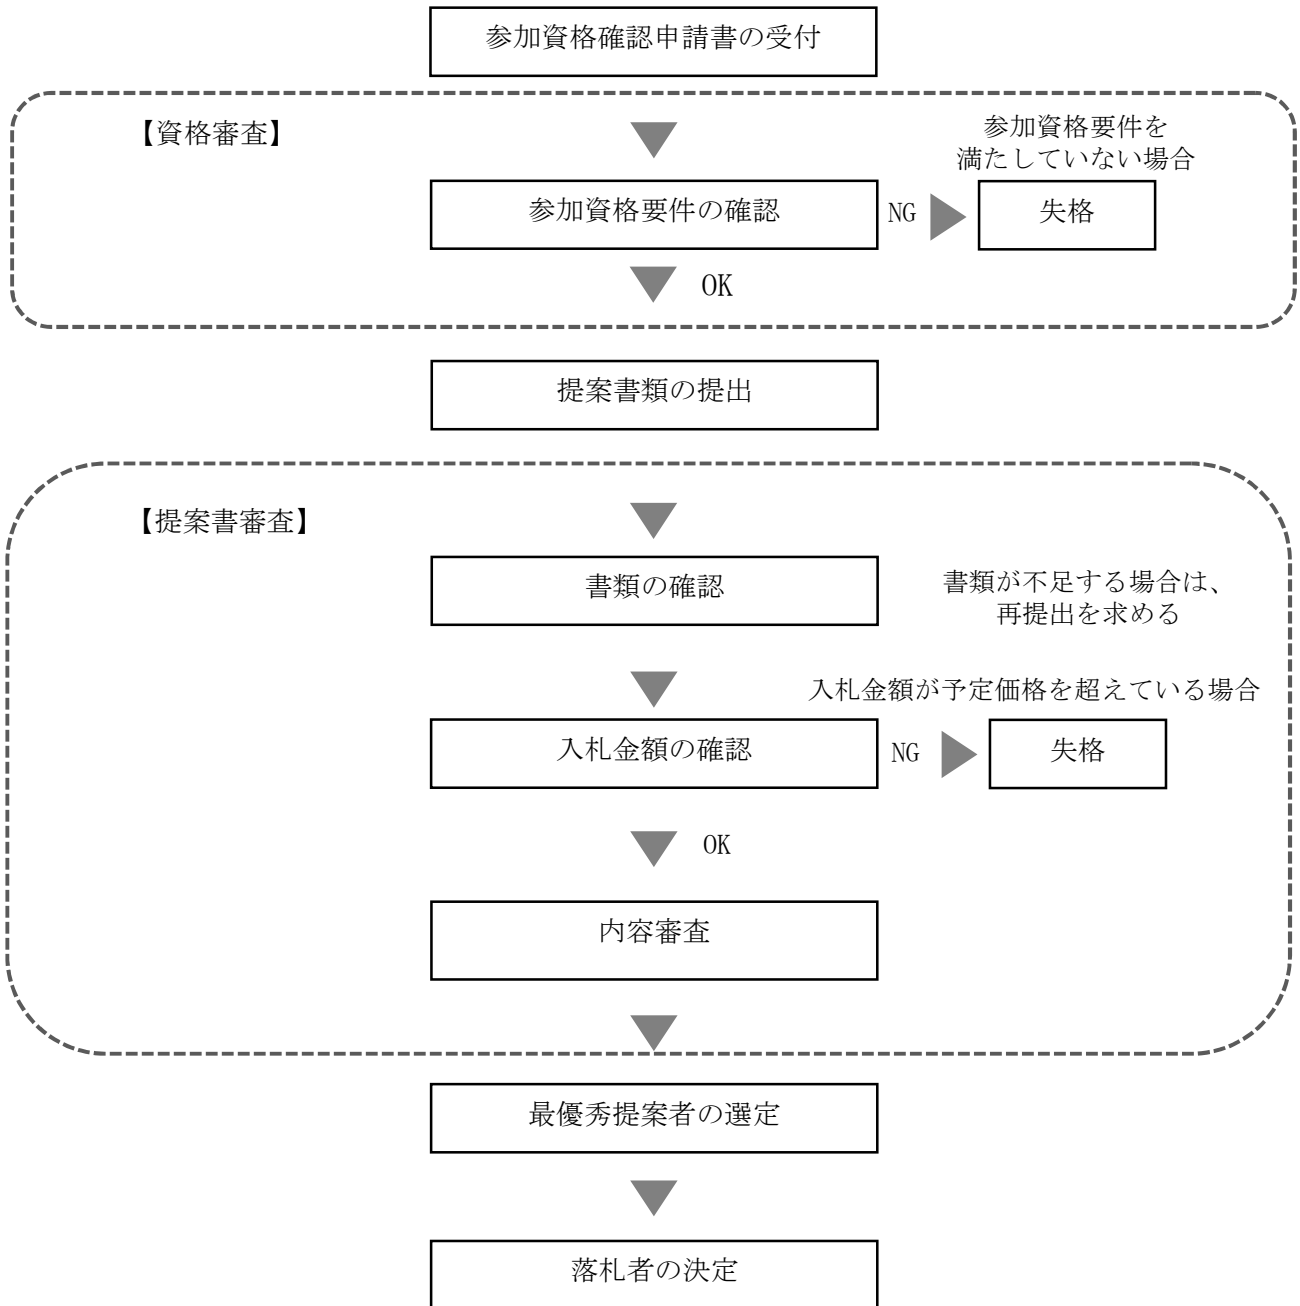 参加資格確認申請書の受付
【資格審査】
参加資格要件を
満たしていない場合
参加資格要件の確認
NG
失格
OK
提案書類の提出
【提案書審査】
書類の確認
書類が不足する場合は、
再提出を求める
入札金額が予定価格を超えている場合
入札金額の確認
NG
失格
OK
内容審査
最優秀提案者の選定
落札者の決定